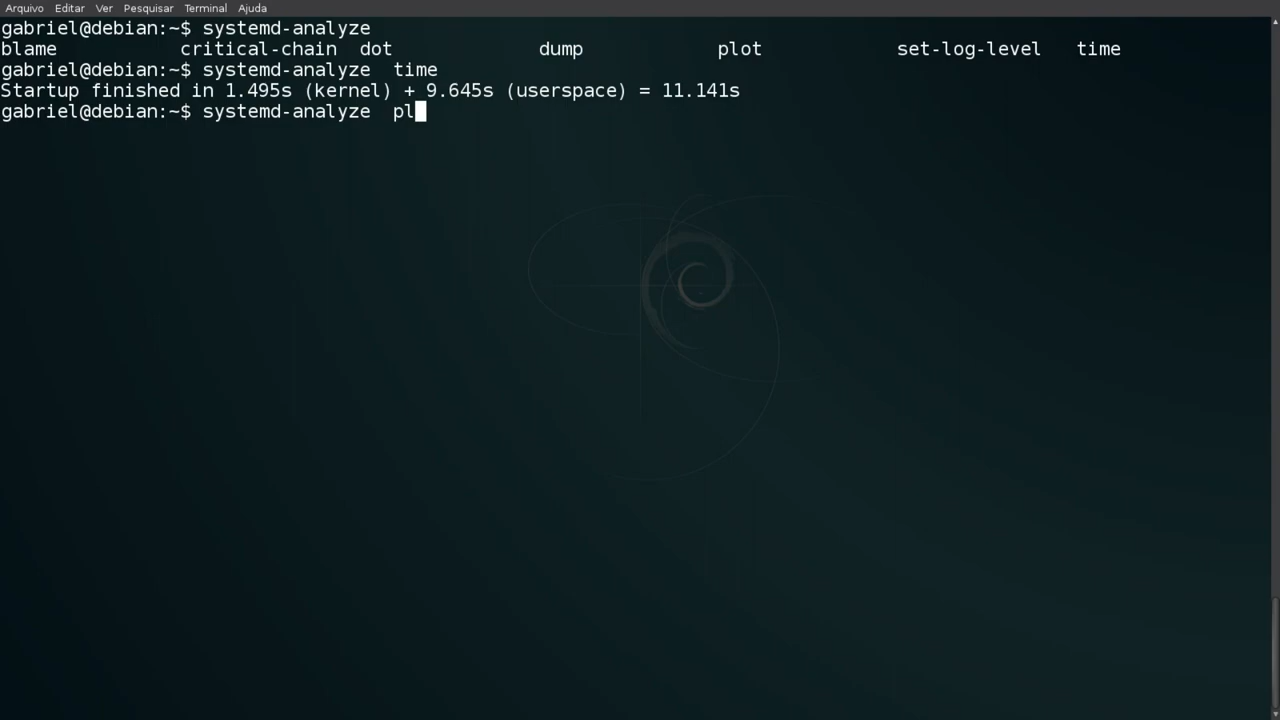 Arquivo Editar Ver Pesquisar Terminal Ajuda
gabriel@debian:~$ systemd-analyze
blame critical-chain dot dump plot set-log-level time
gabriel@debian:~$ systemd-analyze  time
Startup finished in 1.495s (kernel) + 9.645s (userspace) = 11.141s
gabriel@debian:~$ systemd-analyze  pl